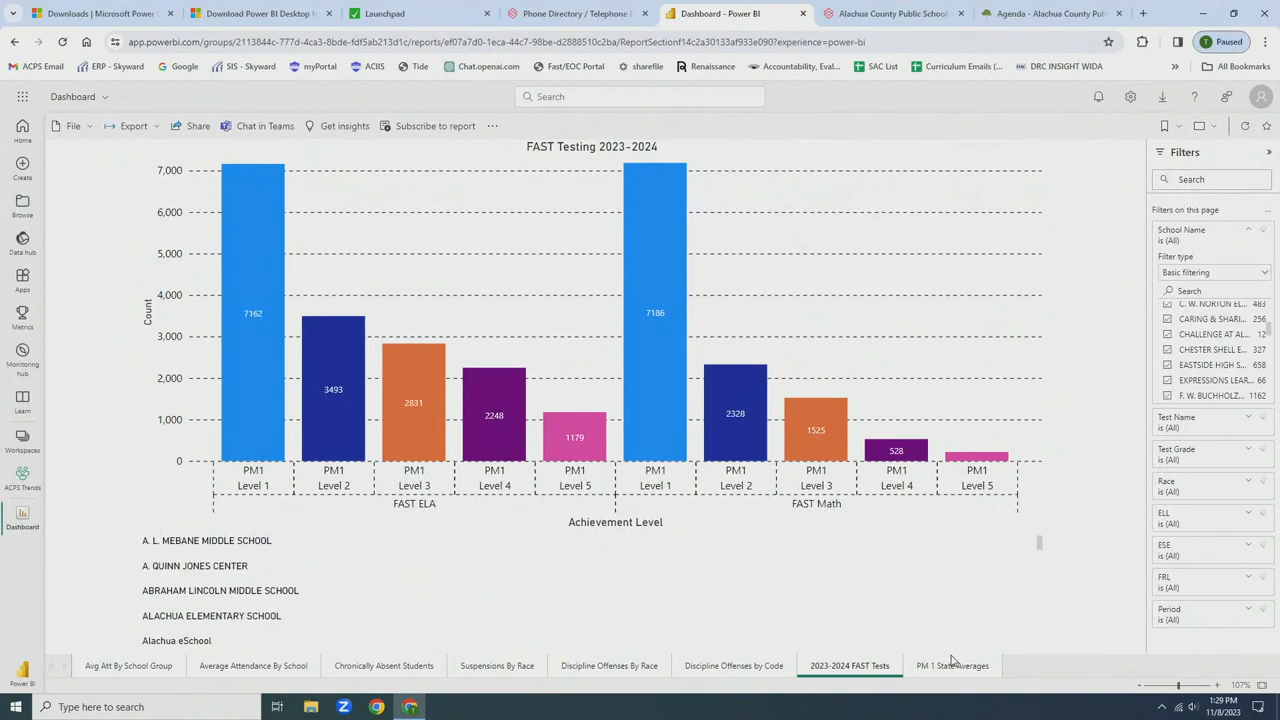 Downloads | Microsoft Power
Download Power BI Desktop f
Launchpad
Phone Directory / Telephone D
Dashboard - Power BI
Alachua County Public School
Agenda - Alachua County Pub
app.powerbi.com/groups/2113844c-777d-4ca3-8bde-fdf5ab213d1c/reports/ef07a7d0-1eca-44c7-98bc-d2888510c2ba/ReportSectionf14c2a30133af933e090?experience=power-bi
T Paused
ACPS Email
ERP - Skyward
Google
SIS - Skyward
myPortal
ACIIS
Tide
Chat.openai.com
Fast/EOC Portal
sharefile
Renaissance
Accountability, Eval...
SAC List
Curriculum Emails (...
DRC INSIGHT WIDA
All Bookmarks
Dashboard
Search
File
Export
Share
Chat in Teams
Get insights
Subscribe to report
Home
Create
Browse
Data hub
Apps
Metrics
Monitoring
hub
Learn
Workspaces
ACPS Trends
Dashboard
Power BI
FAST Testing 2023-2024
7,000
6,000
5,000
4,000
3,000
2,000
1,000
0
Count
7162
3493
2831
2248
1179
7186
2328
1525
528
PM1 PM1 PM1 PM1 PM1 PM1 PM1 PM1 PM1 PM1
Level 1 Level 2 Level 3 Level 4 Level 5 Level 1 Level 2 Level 3 Level 4 Level 5
FAST ELA FAST Math
Achievement Level
A. L. MEBANE MIDDLE SCHOOL
A. QUINN JONES CENTER
ABRAHAM LINCOLN MIDDLE SCHOOL
ALACHUA ELEMENTARY SCHOOL
Alachua eSchool
Filters
Search
Filters on this page
School Name
is (All)
Filter type
Basic filtering
Search
C. W. NORTON EL... 483
CARING & SHARI... 256
CHALLENGE AT AL... 12
CHESTER SHELL E... 327
EASTSIDE HIGH S... 658
EXPRESSIONS LEAR... 66
F. W. BUCHHOLZ... 1162
Test Name
is (All)
Test Grade
is (All)
Race
is (All)
ELL
is (All)
ESE
is (All)
FRL
is (All)
Period
is (All)
Avg Att By School Group
Average Attendance By School
Chronically Absent Students
Suspensions By Race
Discipline Offenses By Race
Discipline Offenses by Code
2023-2024 FAST Tests
PM 1 State Averages
107%
Type here to search
1:29 PM
11/8/2023